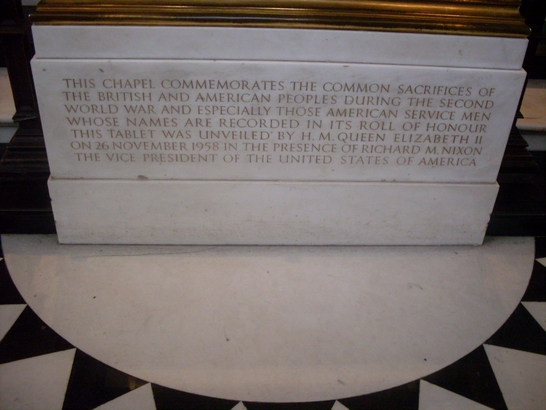 THIS CHAPEL COMMEMORATES THE COMMON SACRIFICES OF
THE BRITISH AND AMERICAN PEOPLES DURING THE SECOND
WORLD WAR AND ESPECIALLY THOSE AMERICAN SERVICE MEN
WHOSE NAMES ARE RECORDED IN ITS ROLL OF HONOUR
THIS TABLET WAS UNVEILED BY H. M. QUEEN ELIZABETH II
ON 26 NOVEMBER 1958 IN THE PRESENCE OF RICHARD M. NIXON
THE VICE PRESIDENT OF THE UNITED STATES OF AMERICA